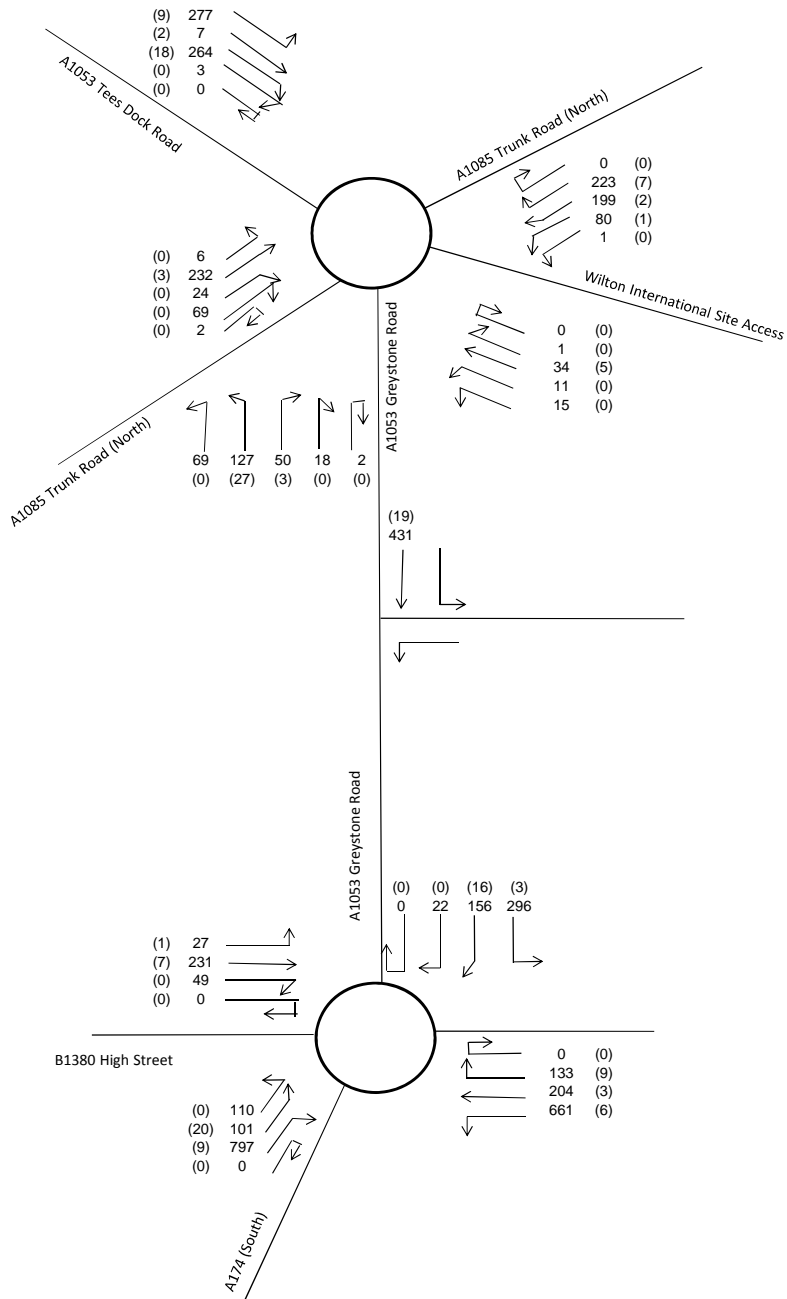 (9) 277
(2) 7
(18) 264
(0) 3
(0) 0
A1053 Tees Dock Road
A1085 Trunk Road (North)
0 (0)
223 (7)
199 (2)
80 (1)
1 (0)
(0) 6
(3) 232
(0) 24
(0) 69
(0) 2
Wilton International Site Access
0 (0)
1 (0)
34 (5)
11 (0)
15 (0)
A1053 Greystone Road
A1085 Trunk Road (North)
69 127 50 18 2
(0) (27) (3) (0) (0)
(19)
431
A1053 Greystone Road
(0) (0) (16) (3)
0 22 156 296
(1) 27
(7) 231
(0) 49
(0) 0
B1380 High Street
0 (0)
133 (9)
204 (3)
661 (6)
(0) 110
(20) 101
(9) 797
(0) 0
A174 (South)